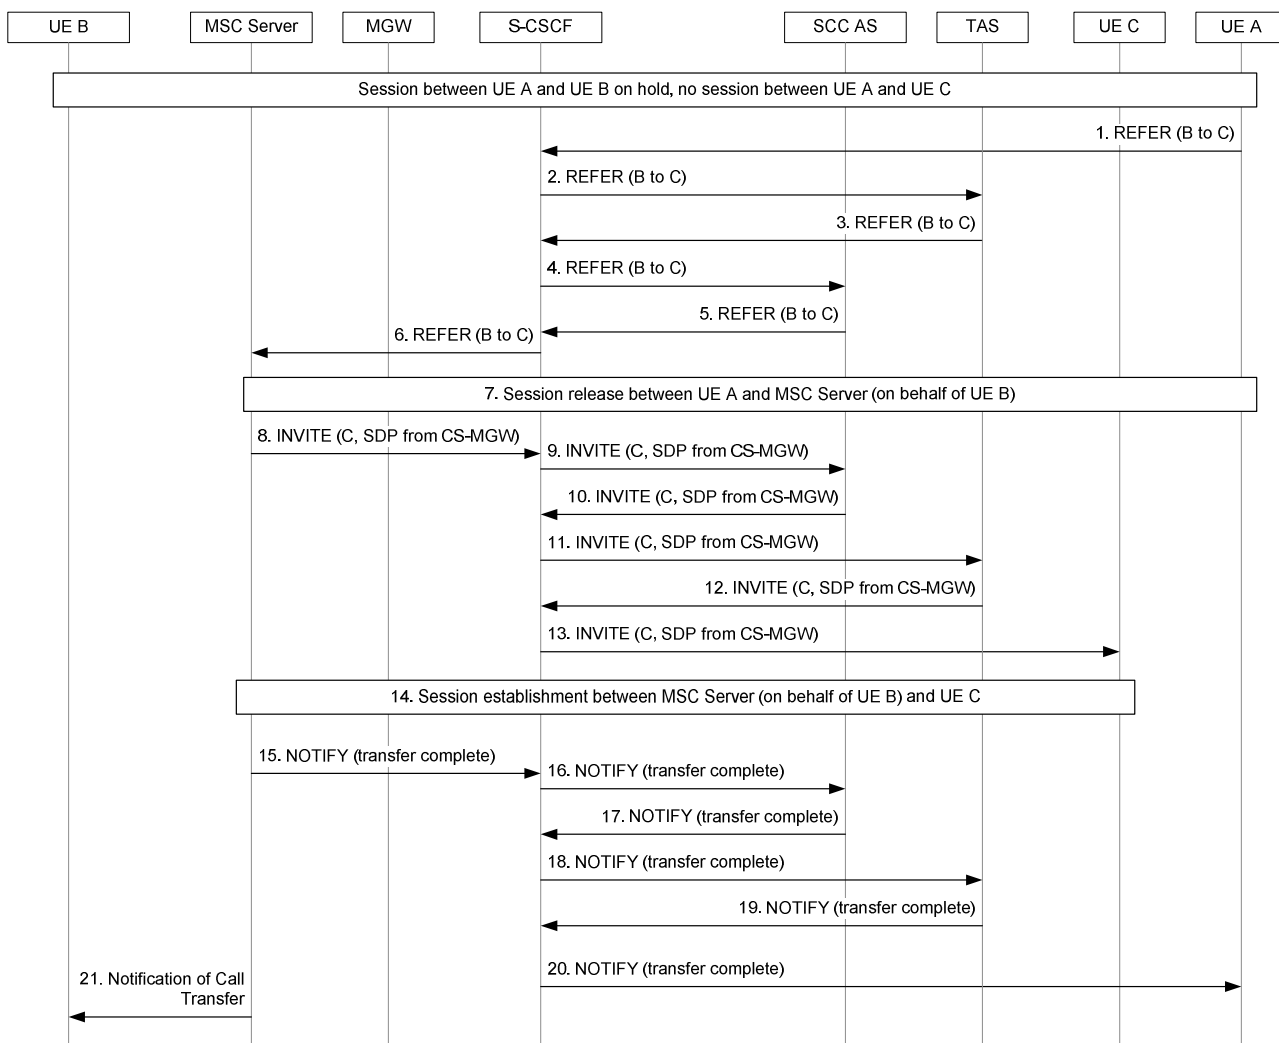 UE B
MSC Server
MGW
S-CSCF
SCC AS
TAS
UE C
UE A
Session between UE A and UE B on hold, no session between UE A and UE C
1. REFER (B to C)
2. REFER (B to C)
3. REFER (B to C)
4. REFER (B to C)
5. REFER (B to C)
6. REFER (B to C)
7. Session release between UE A and MSC Server (on behalf of UE B)
8. INVITE (C, SDP from CS-MGW)
9. INVITE (C, SDP from CS-MGW)
10. INVITE (C, SDP from CS-MGW)
11. INVITE (C, SDP from CS-MGW)
12. INVITE (C, SDP from CS-MGW)
13. INVITE (C, SDP from CS-MGW)
14. Session establishment between MSC Server (on behalf of UE B) and UE C
15. NOTIFY (transfer complete)
16. NOTIFY (transfer complete)
17. NOTIFY (transfer complete)
18. NOTIFY (transfer complete)
19. NOTIFY (transfer complete)
20. NOTIFY (transfer complete)
21. Notification of Call
Transfer